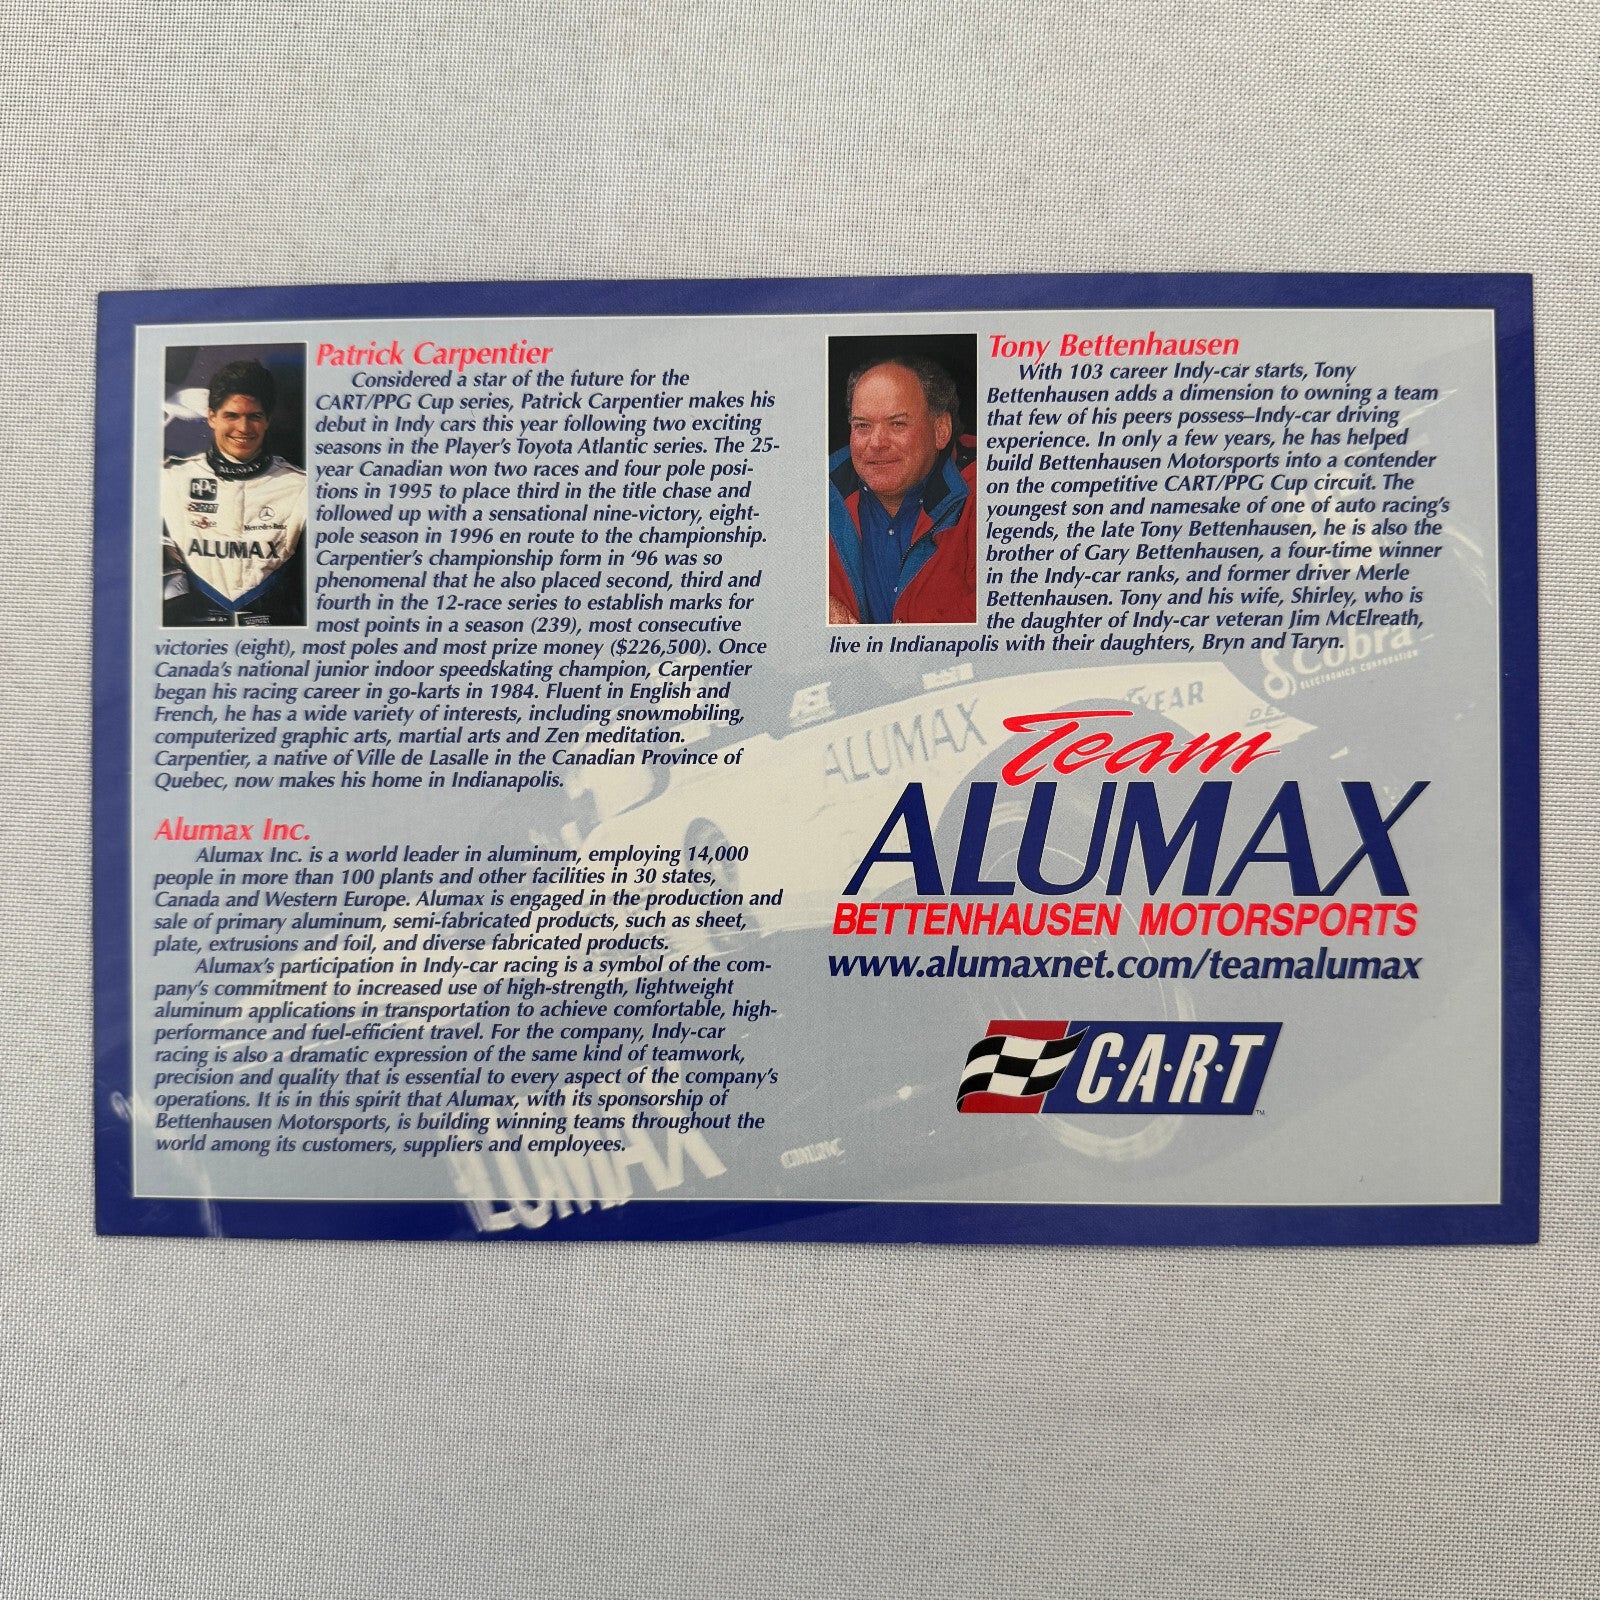 Patrick Carpentier
Considered a star of the future for the
CART/PPG Cup series, Patrick Carpentier makes his
debut in Indy cars this year following two exciting
seasons in the Player's Toyota Atlantic series. The 25-
year Canadian won two races and four pole posi-
tions in 1995 to place third in the title chase and
followed up with a sensational nine-victory, eight-
pole season in 1996 en route to the championship.
Carpentier's championship form in '96 was so
phenomenal that he also placed second, third and
fourth in the 12-race series to establish marks for
most points in a season (239), most consecutive
victories (eight), most poles and most prize money ($226,500). Once
Canada's national junior indoor speedskating champion, Carpentier
began his racing career in go-karts in 1984. Fluent in English and
French, he has a wide variety of interests, including snowmobiling,
computerized graphic arts, martial arts and Zen meditation.
Carpentier, a native of Ville de Lasalle in the Canadian Province of
Quebec, now makes his home in Indianapolis.
ALUMAX
PPG
Mercedes-Benz
ALUMAX
Alumax Inc.
Alumax Inc. is a world leader in aluminum, employing 14,000
people in more than 100 plants and other facilities in 30 states,
Canada and Western Europe. Alumax is engaged in the production and
sale of primary aluminum, semi-fabricated products, such as sheet,
plate, extrusions and foil, and diverse fabricated products.
Alumax's participation in Indy-car racing is a symbol of the com-
pany's commitment to increased use of high-strength, lightweight
aluminum applications in transportation to achieve comfortable, high-
performance and fuel-efficient travel. For the company, Indy-car
racing is also a dramatic expression of the same kind of teamwork,
precision and quality that is essential to every aspect of the company's
operations. It is in this spirit that Alumax, with its sponsorship of
Bettenhausen Motorsports, is building winning teams throughout the
world among its customers, suppliers and employees.
Tony Bettenhausen
With 103 career Indy-car starts, Tony
Bettenhausen adds a dimension to owning a team
that few of his peers possess–Indy-car driving
experience. In only a few years, he has helped
build Bettenhausen Motorsports into a contender
on the competitive CART/PPG Cup circuit. The
youngest son and namesake of one of auto racing's
legends, the late Tony Bettenhausen, he is also the
brother of Gary Bettenhausen, a four-time winner
in the Indy-car ranks, and former driver Merle
Bettenhausen. Tony and his wife, Shirley, who is
the daughter of Indy-car veteran Jim McElreath,
live in Indianapolis with their daughters, Bryn and Taryn.
Cobra
ELECTRONICS CORPORATION
ALUMAX
YEAR
Team
ALUMAX
BETTENHAUSEN MOTORSPORTS
www.alumaxnet.com/teamalumax
C·A·R·T
TM
ALUMAX